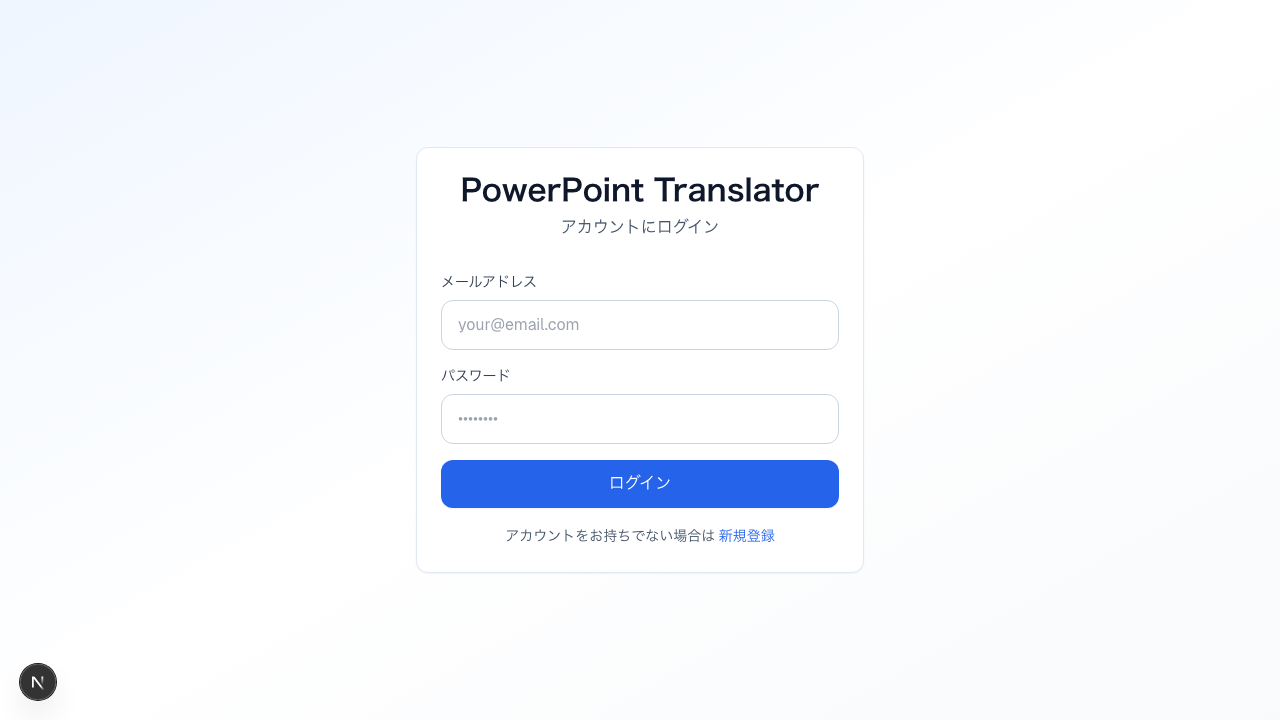 PowerPoint Translator
アカウントにログイン
メールアドレス
your@email.com
パスワード
••••••••
ログイン
アカウントをお持ちでない場合は 新規登録
N